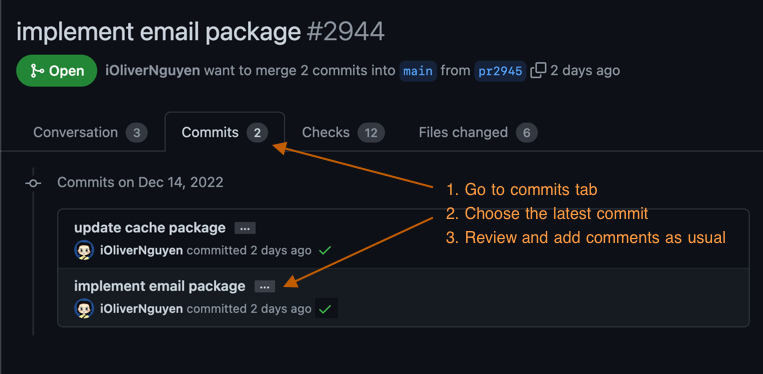 implement email package #2944
Open iOliverNguyen want to merge 2 commits into main from pr2945 2 days ago
Conversation 3 Commits 2 Checks 12 Files changed 6
Commits on Dec 14, 2022
1. Go to commits tab
2. Choose the latest commit
3. Review and add comments as usual
update cache package ...
iOliverNguyen committed 2 days ago
implement email package ...
iOliverNguyen committed 2 days ago